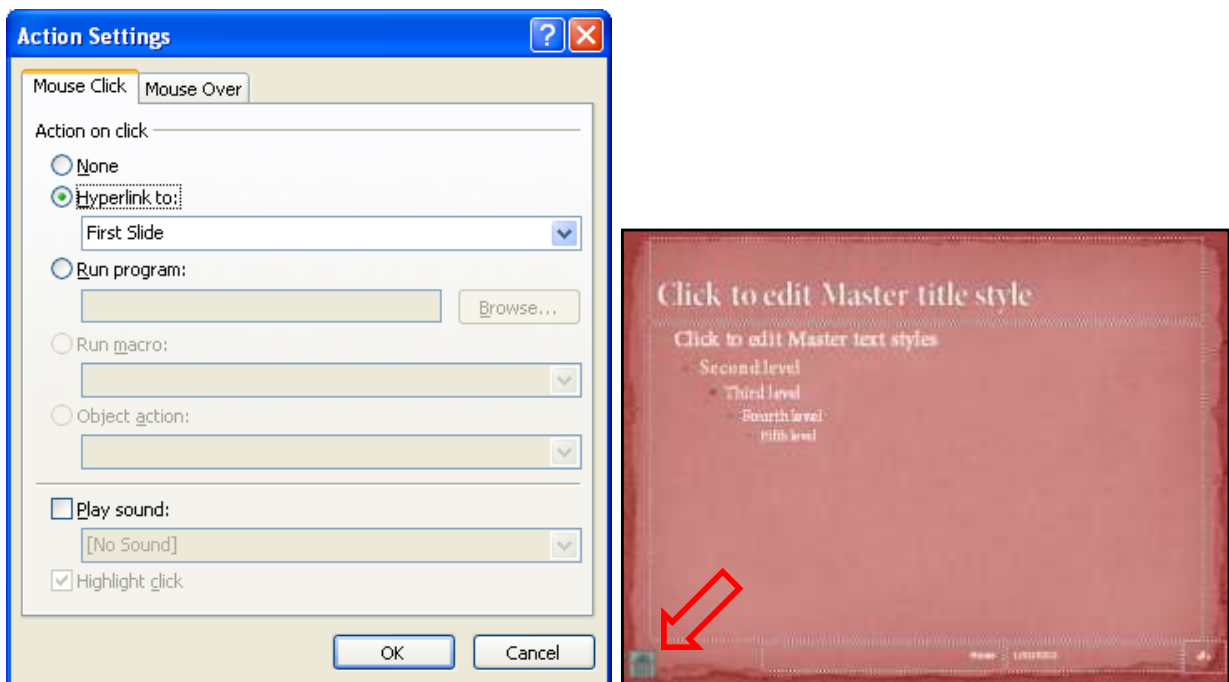 Action Settings
Mouse Click Mouse Over
Action on click
None
Hyperlink to:
First Slide
Run program:
Browse...
Run macro:
Object action:
Play sound:
[No Sound]
Highlight click
OK Cancel
Click to edit Master title style
Click to edit Master text styles
Second level
Third level
Fourth level
Fifth level